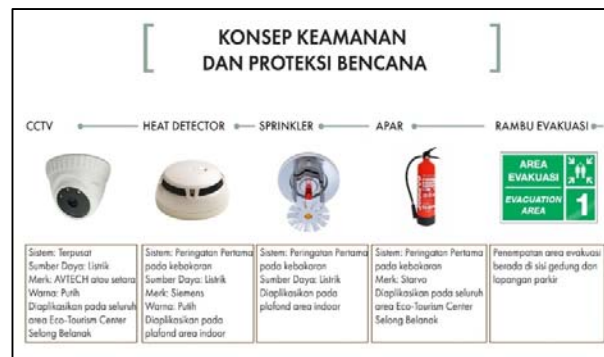 KONSEP KEAMANAN
DAN PROTEKSI BENCANA
CCTV
HEAT DETECTOR
SPRINKLER
APAR
RAMBU EVAKUASI
AREA
EVAKUASI
EVACUATION
AREA
1
Sistem: Terpusat
Sumber Daya: Listrik
Merk: AVTECH atau setara
Warna: Putih
Diaplikasikan pada seluruh
area Eco-Tourism Center
Selong Belanak
Sistem: Peringatan Pertama
pada kebakaran
Sumber Daya: Listrik
Merk: Siemens
Warna: Putih
Diaplikasikan pada
plafond area indoor
Sistem: Peringatan Pertama
pada kebakaran
Sumber Daya: Listrik
Diaplikasikan pada
plafond area indoor
Sistem: Peringatan Pertama
pada kebakaran
Merk: Starvo
Diaplikasikan pada seluruh
area Eco-Tourism Center
Selong Belanak
Penempatan area evakuasi
berada di sisi gedung dan
lapangan parkir